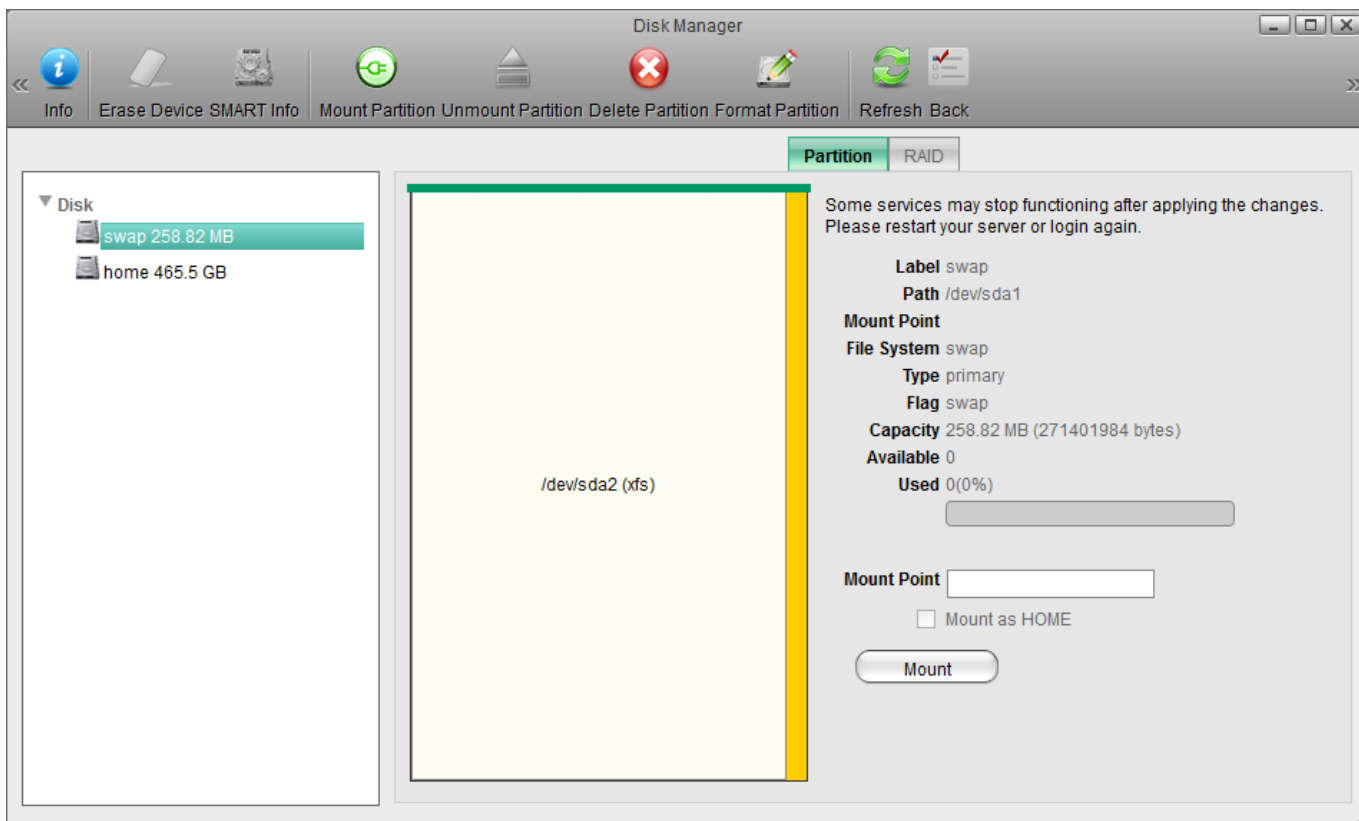 Disk Manager
Info
Erase Device
SMART Info
Mount Partition
Unmount Partition
Delete Partition
Format Partition
Refresh
Back
Partition
RAID
Disk
swap 258.82 MB
home 465.5 GB
/dev/sda2 (xfs)
Some services may stop functioning after applying the changes.
Please restart your server or login again.
Label swap
Path /dev/sda1
Mount Point
File System swap
Type primary
Flag swap
Capacity 258.82 MB (271401984 bytes)
Available 0
Used 0(0%)
Mount Point
Mount as HOME
Mount